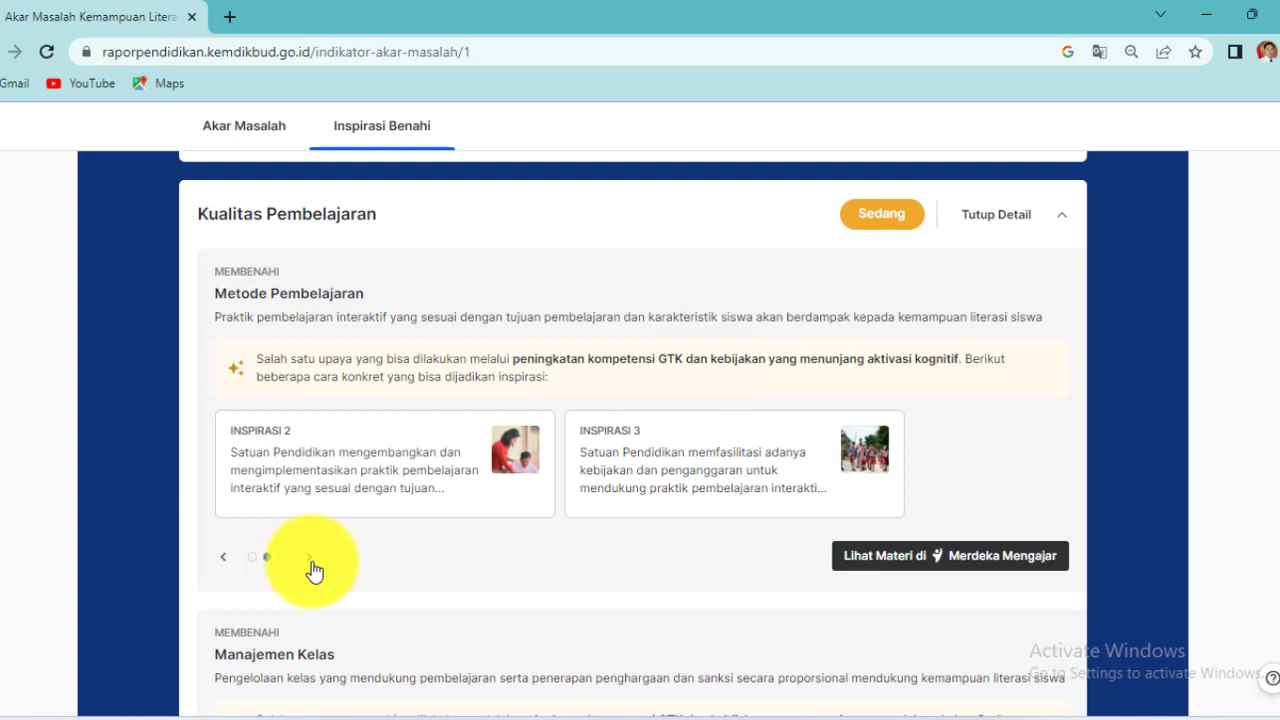 Akar Masalah Kemampuan Litera
raporpendidikan.kemdikbud.go.id/indikator-akar-masalah/1
Gmail YouTube Maps
Akar Masalah Inspirasi Benahi
Kualitas Pembelajaran Sedang Tutup Detail
MEMBENAHI
Metode Pembelajaran
Praktik pembelajaran interaktif yang sesuai dengan tujuan pembelajaran dan karakteristik siswa akan berdampak kepada kemampuan literasi siswa
Salah satu upaya yang bisa dilakukan melalui peningkatan kompetensi GTK dan kebijakan yang menunjang aktivasi kognitif. Berikut
beberapa cara konkret yang bisa dijadikan inspirasi:
INSPIRASI 2
Satuan Pendidikan mengembangkan dan
mengimplementasikan praktik pembelajaran
interaktif yang sesuai dengan tujuan...
INSPIRASI 3
Satuan Pendidikan memfasilitasi adanya
kebijakan dan penganggaran untuk
mendukung praktik pembelajaran interakti...
Lihat Materi di Merdeka Mengajar
MEMBENAHI
Manajemen Kelas
Pengelolaan kelas yang mendukung pembelajaran serta penerapan penghargaan dan sanksi secara proporsional mendukung kemampuan literasi siswa
Activate Windows
Go to Settings to activate Windows.